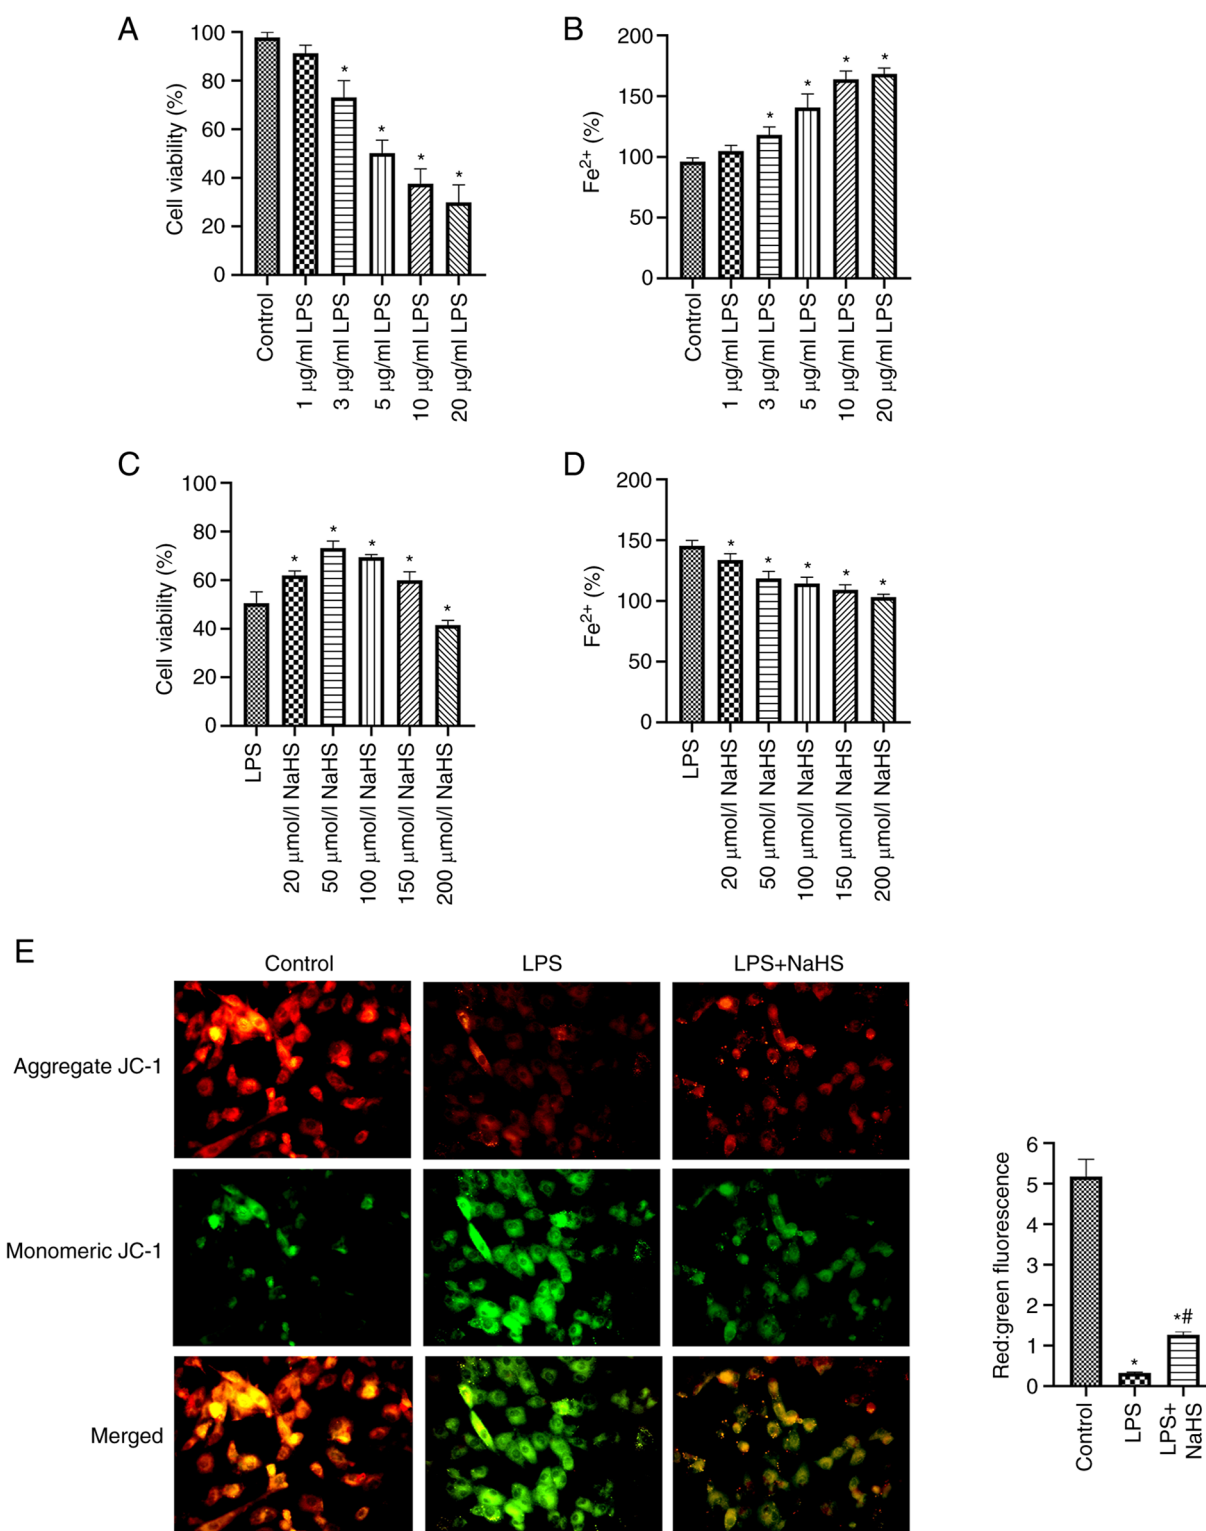 A
100
80
60
40
20
0
Cell viability (%)
*
*
*
*
Control
1 μg/ml LPS
3 μg/ml LPS
5 μg/ml LPS
10 μg/ml LPS
20 μg/ml LPS
B
200
150
100
50
0
Fe2+ (%)
*
*
*
*
Control
1 μg/ml LPS
3 μg/ml LPS
5 μg/ml LPS
10 μg/ml LPS
20 μg/ml LPS
C
100
80
60
40
20
0
Cell viability (%)
*
*
*
*
*
LPS
20 μmol/l NaHS
50 μmol/l NaHS
100 μmol/l NaHS
150 μmol/l NaHS
200 μmol/l NaHS
D
200
150
100
50
0
Fe2+ (%)
*
*
*
*
*
LPS
20 μmol/l NaHS
50 μmol/l NaHS
100 μmol/l NaHS
150 μmol/l NaHS
200 μmol/l NaHS
E
Control
LPS
LPS+NaHS
Aggregate JC-1
Monomeric JC-1
Merged
6
5
4
3
2
1
0
Red:green fluorescence
*
*#
Control
LPS
LPS+
NaHS